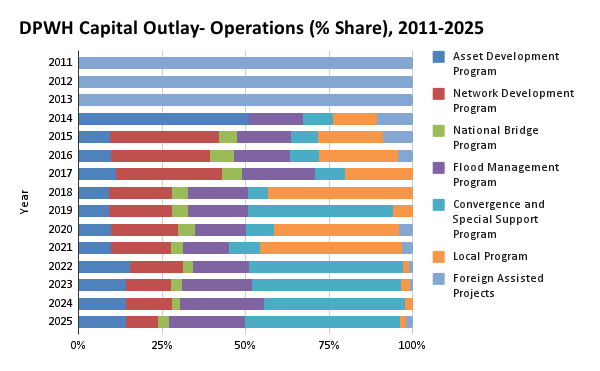 DPWH Capital Outlay- Operations (% Share), 2011-2025
2011
2012
2013
2014
2015
2016
2017
2018
2019
2020
2021
2022
2023
2024
2025
Year
0%
25%
50%
75%
100%
Asset Development
Program
Network Development
Program
National Bridge
Program
Flood Management
Program
Convergence and
Special Support
Program
Local Program
Foreign Assisted
Projects